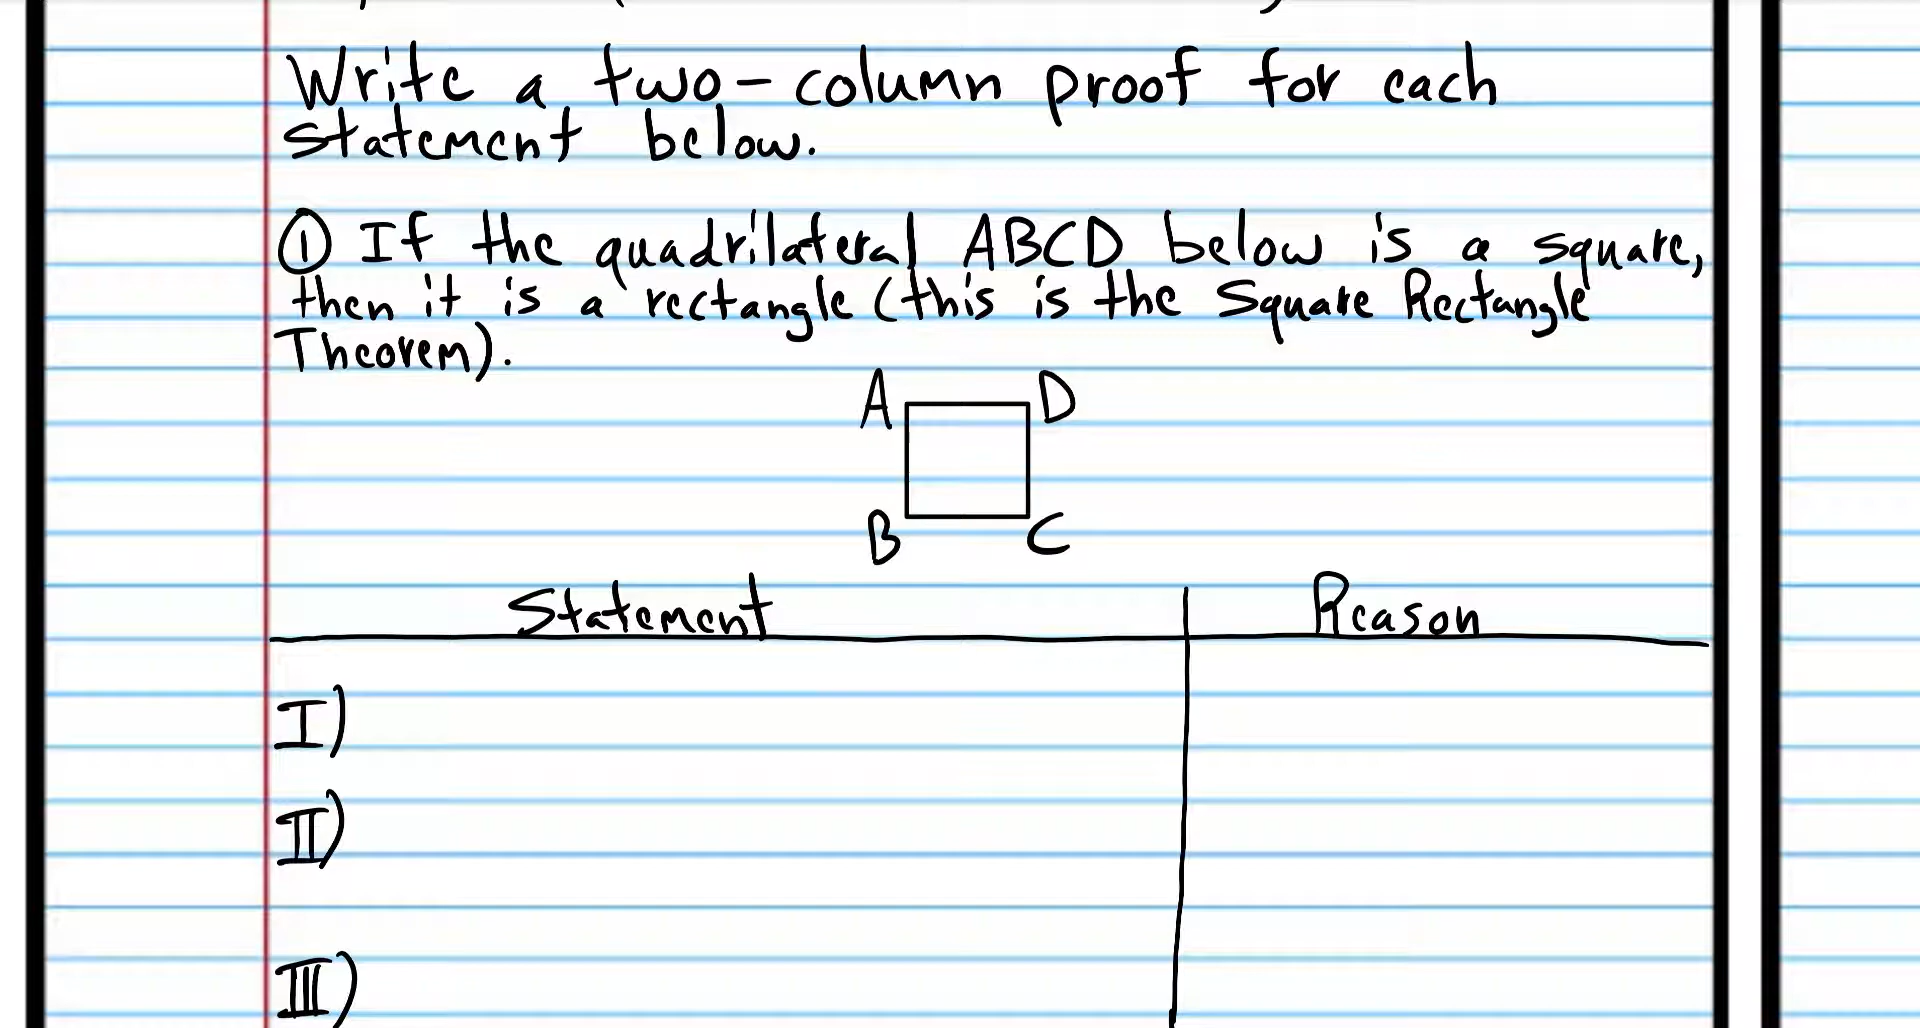 Write a two-column proof for each
statement below.
① If the quadrilateral ABCD below is a square,
then it is a rectangle (this is the Square Rectangle
Theorem).
A D
B C
Statement Reason
I)
II)
III)